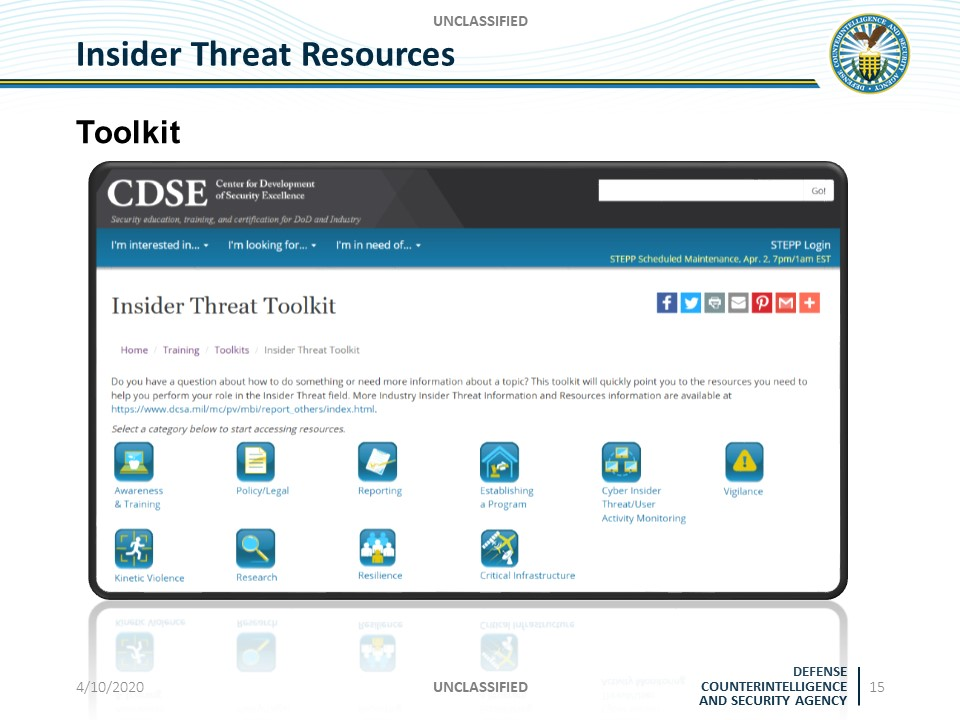 UNCLASSIFIED
Insider Threat Resources
DEFENSE COUNTERINTELLIGENCE AND SECURITY AGENCY
Toolkit
CDSE Center for Development
of Security Excellence
Go!
Security education, training, and certification for DoD and Industry
I'm interested in... I'm looking for... I'm in need of... STEPP Login
STEPP Scheduled Maintenance, Apr. 2, 7pm/1am EST
Insider Threat Toolkit
Home / Training / Toolkits / Insider Threat Toolkit
Do you have a question about how to do something or need more information about a topic? This toolkit will quickly point you to the resources you need to
help you perform your role in the Insider Threat field. More Industry Insider Threat Information and Resources information are available at
https://www.dcsa.mil/mc/pv/mbi/report_others/index.html.
Select a category below to start accessing resources.
Awareness
& Training
Policy/Legal
Reporting
Establishing
a Program
Cyber Insider
Threat/User
Activity Monitoring
Vigilance
Kinetic Violence
Research
Resilience
Critical Infrastructure
4/10/2020
UNCLASSIFIED
DEFENSE
COUNTERINTELLIGENCE
AND SECURITY AGENCY
15